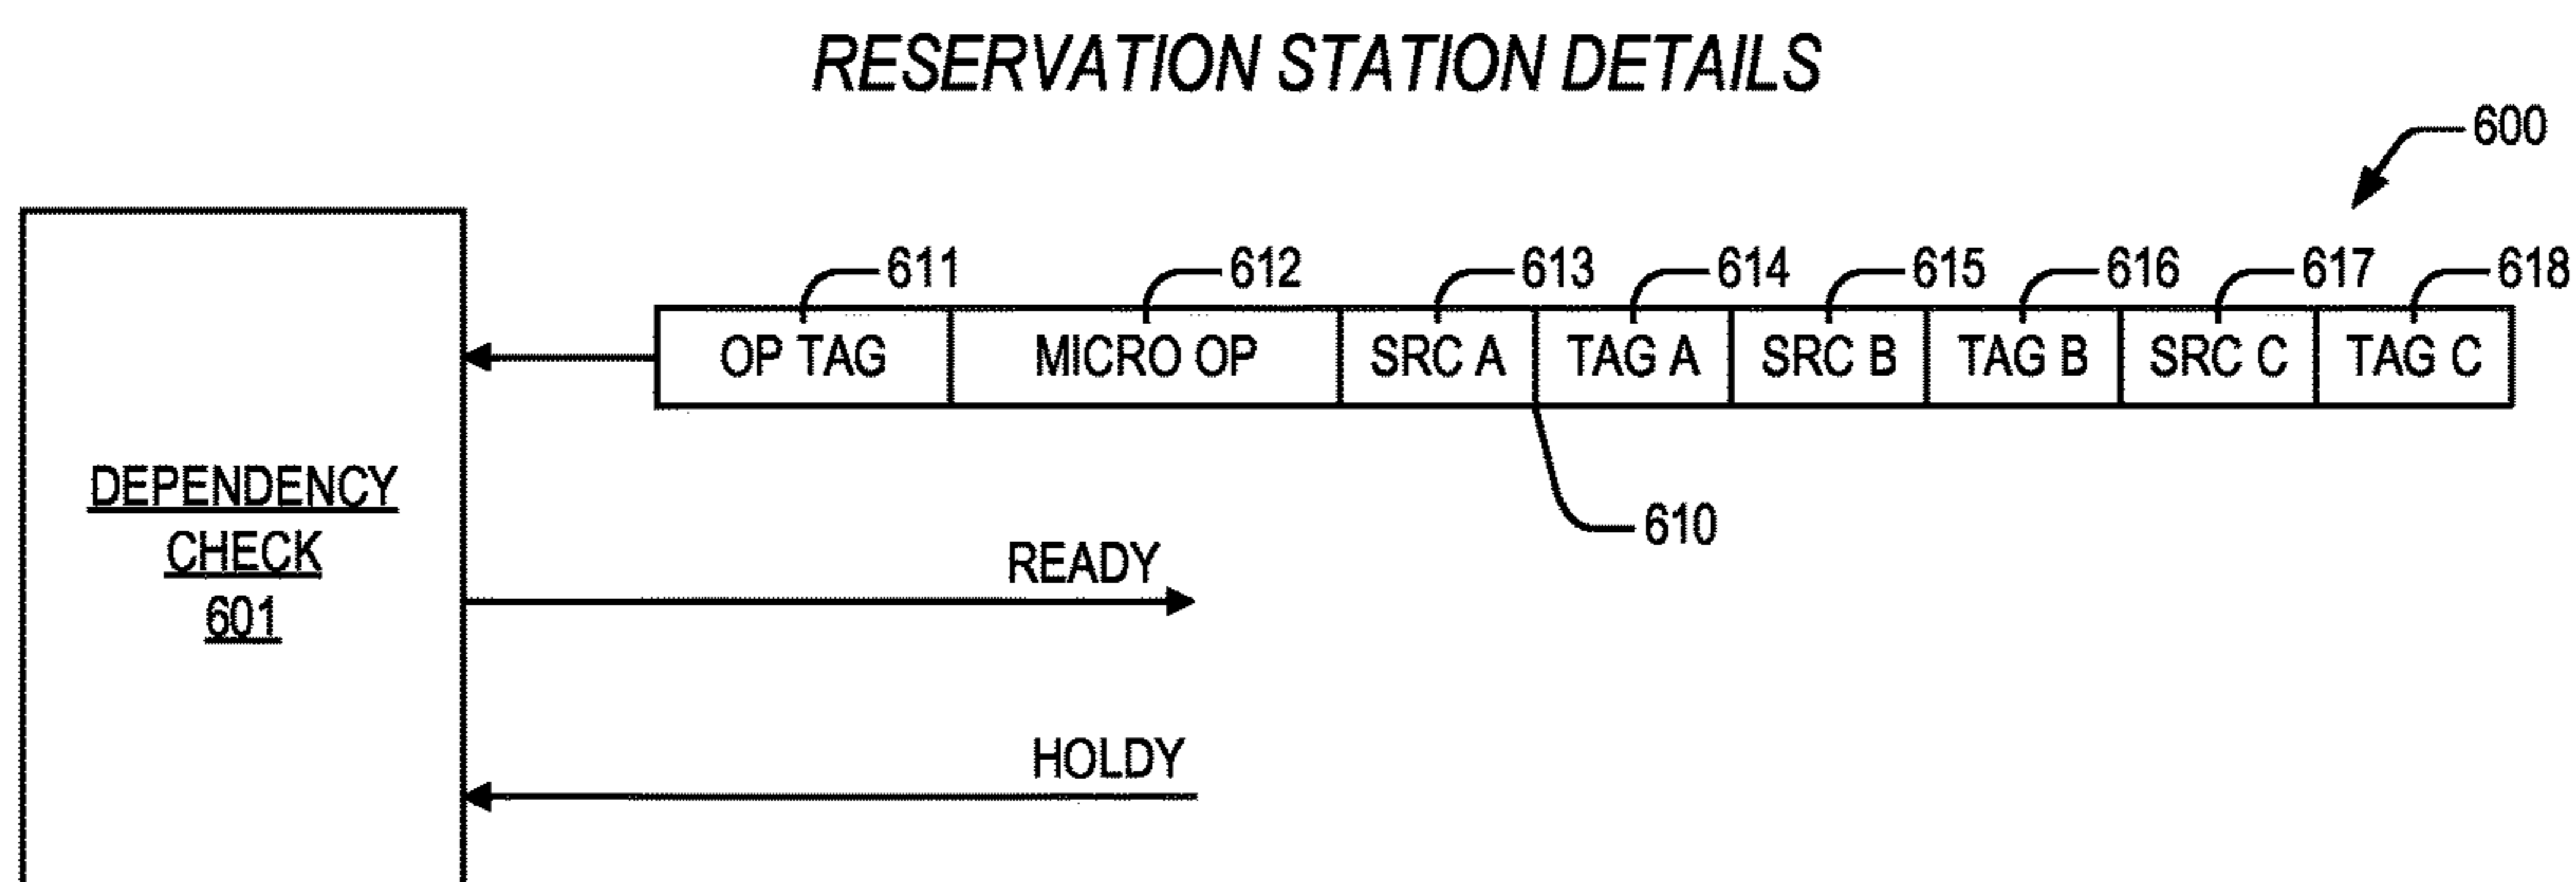 RESERVATION STATION DETAILS
600
611 612 613 614 615 616 617 618
OP TAG MICRO OP SRC A TAG A SRC B TAG B SRC C TAG C
610
DEPENDENCY
CHECK
601
READY
HOLDY